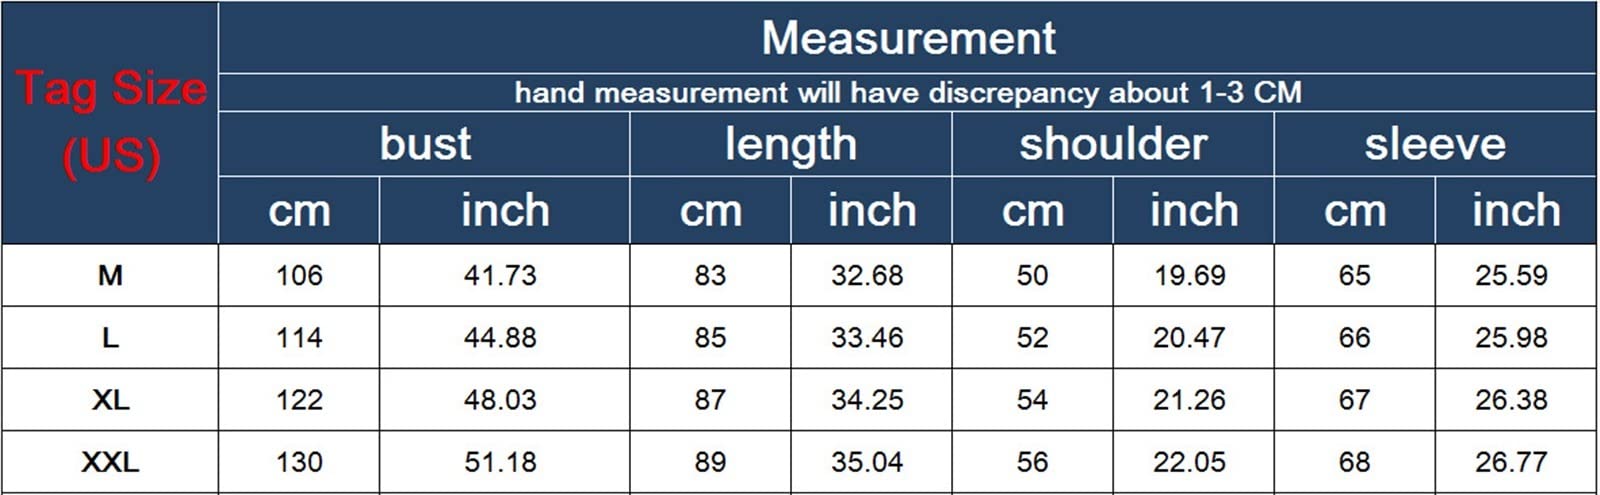 Tag Size
(US)
Measurement
hand measurement will have discrepancy about 1-3 CM
bust length shoulder sleeve
cm inch cm inch cm inch cm inch
M 106 41.73 83 32.68 50 19.69 65 25.59
L 114 44.88 85 33.46 52 20.47 66 25.98
XL 122 48.03 87 34.25 54 21.26 67 26.38
XXL 130 51.18 89 35.04 56 22.05 68 26.77